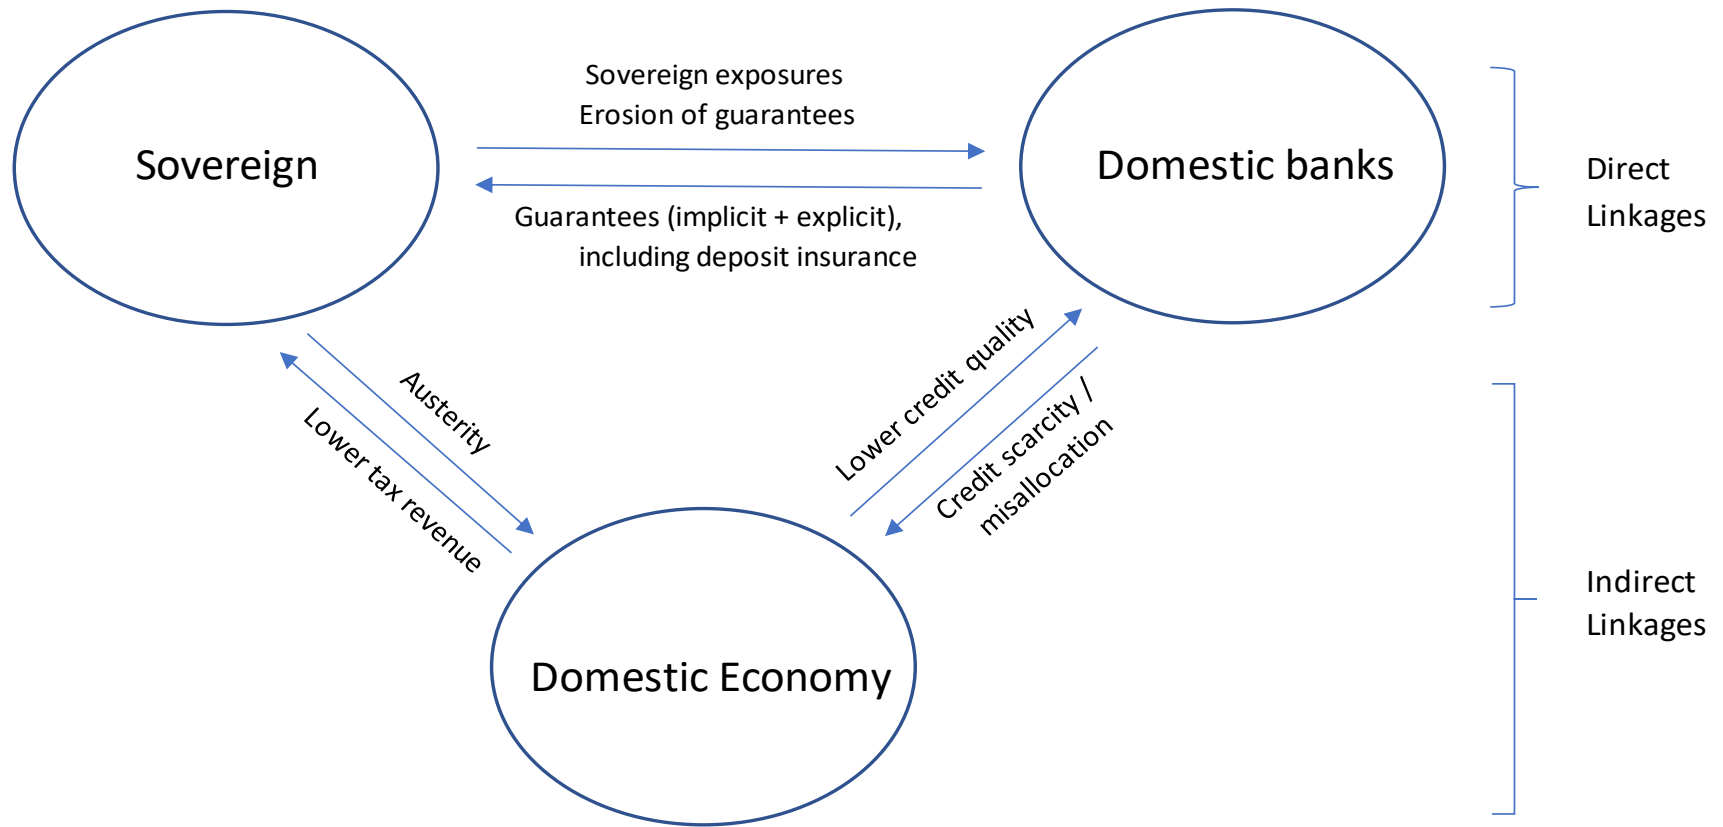 Sovereign exposures
Erosion of guarantees
Sovereign
Domestic banks
Direct
Linkages
Guarantees (implicit + explicit),
including deposit insurance
Austerity
Lower tax revenue
Lower credit quality
Credit scarcity /
misallocation
Domestic Economy
Indirect
Linkages